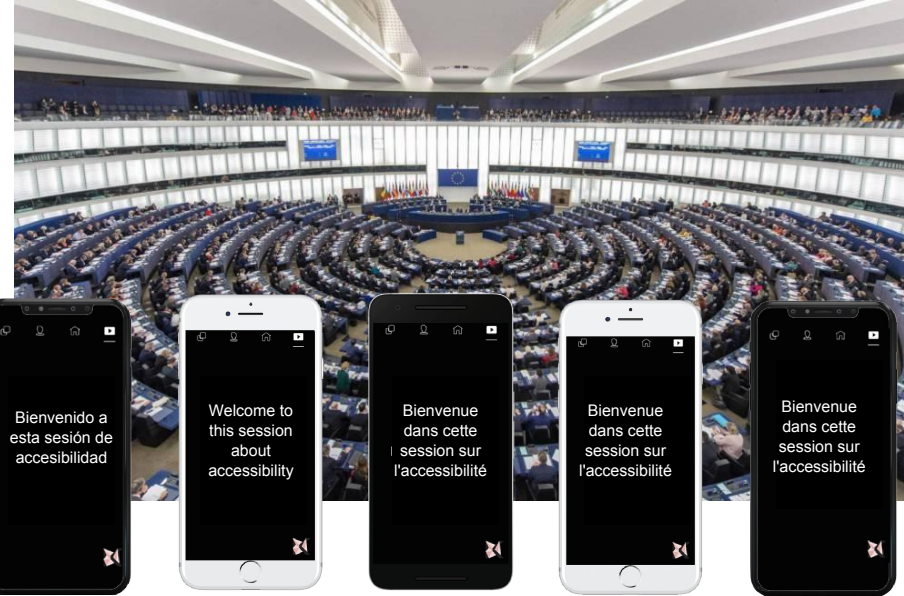 Bienvenido a
esta sesión de
accesibilidad
Welcome to
this session
about
accessibility
Bienvenue
dans cette
session sur
l'accessibilité
Bienvenue
dans cette
session sur
l'accessibilité
Bienvenue
dans cette
session sur
l'accessibilité